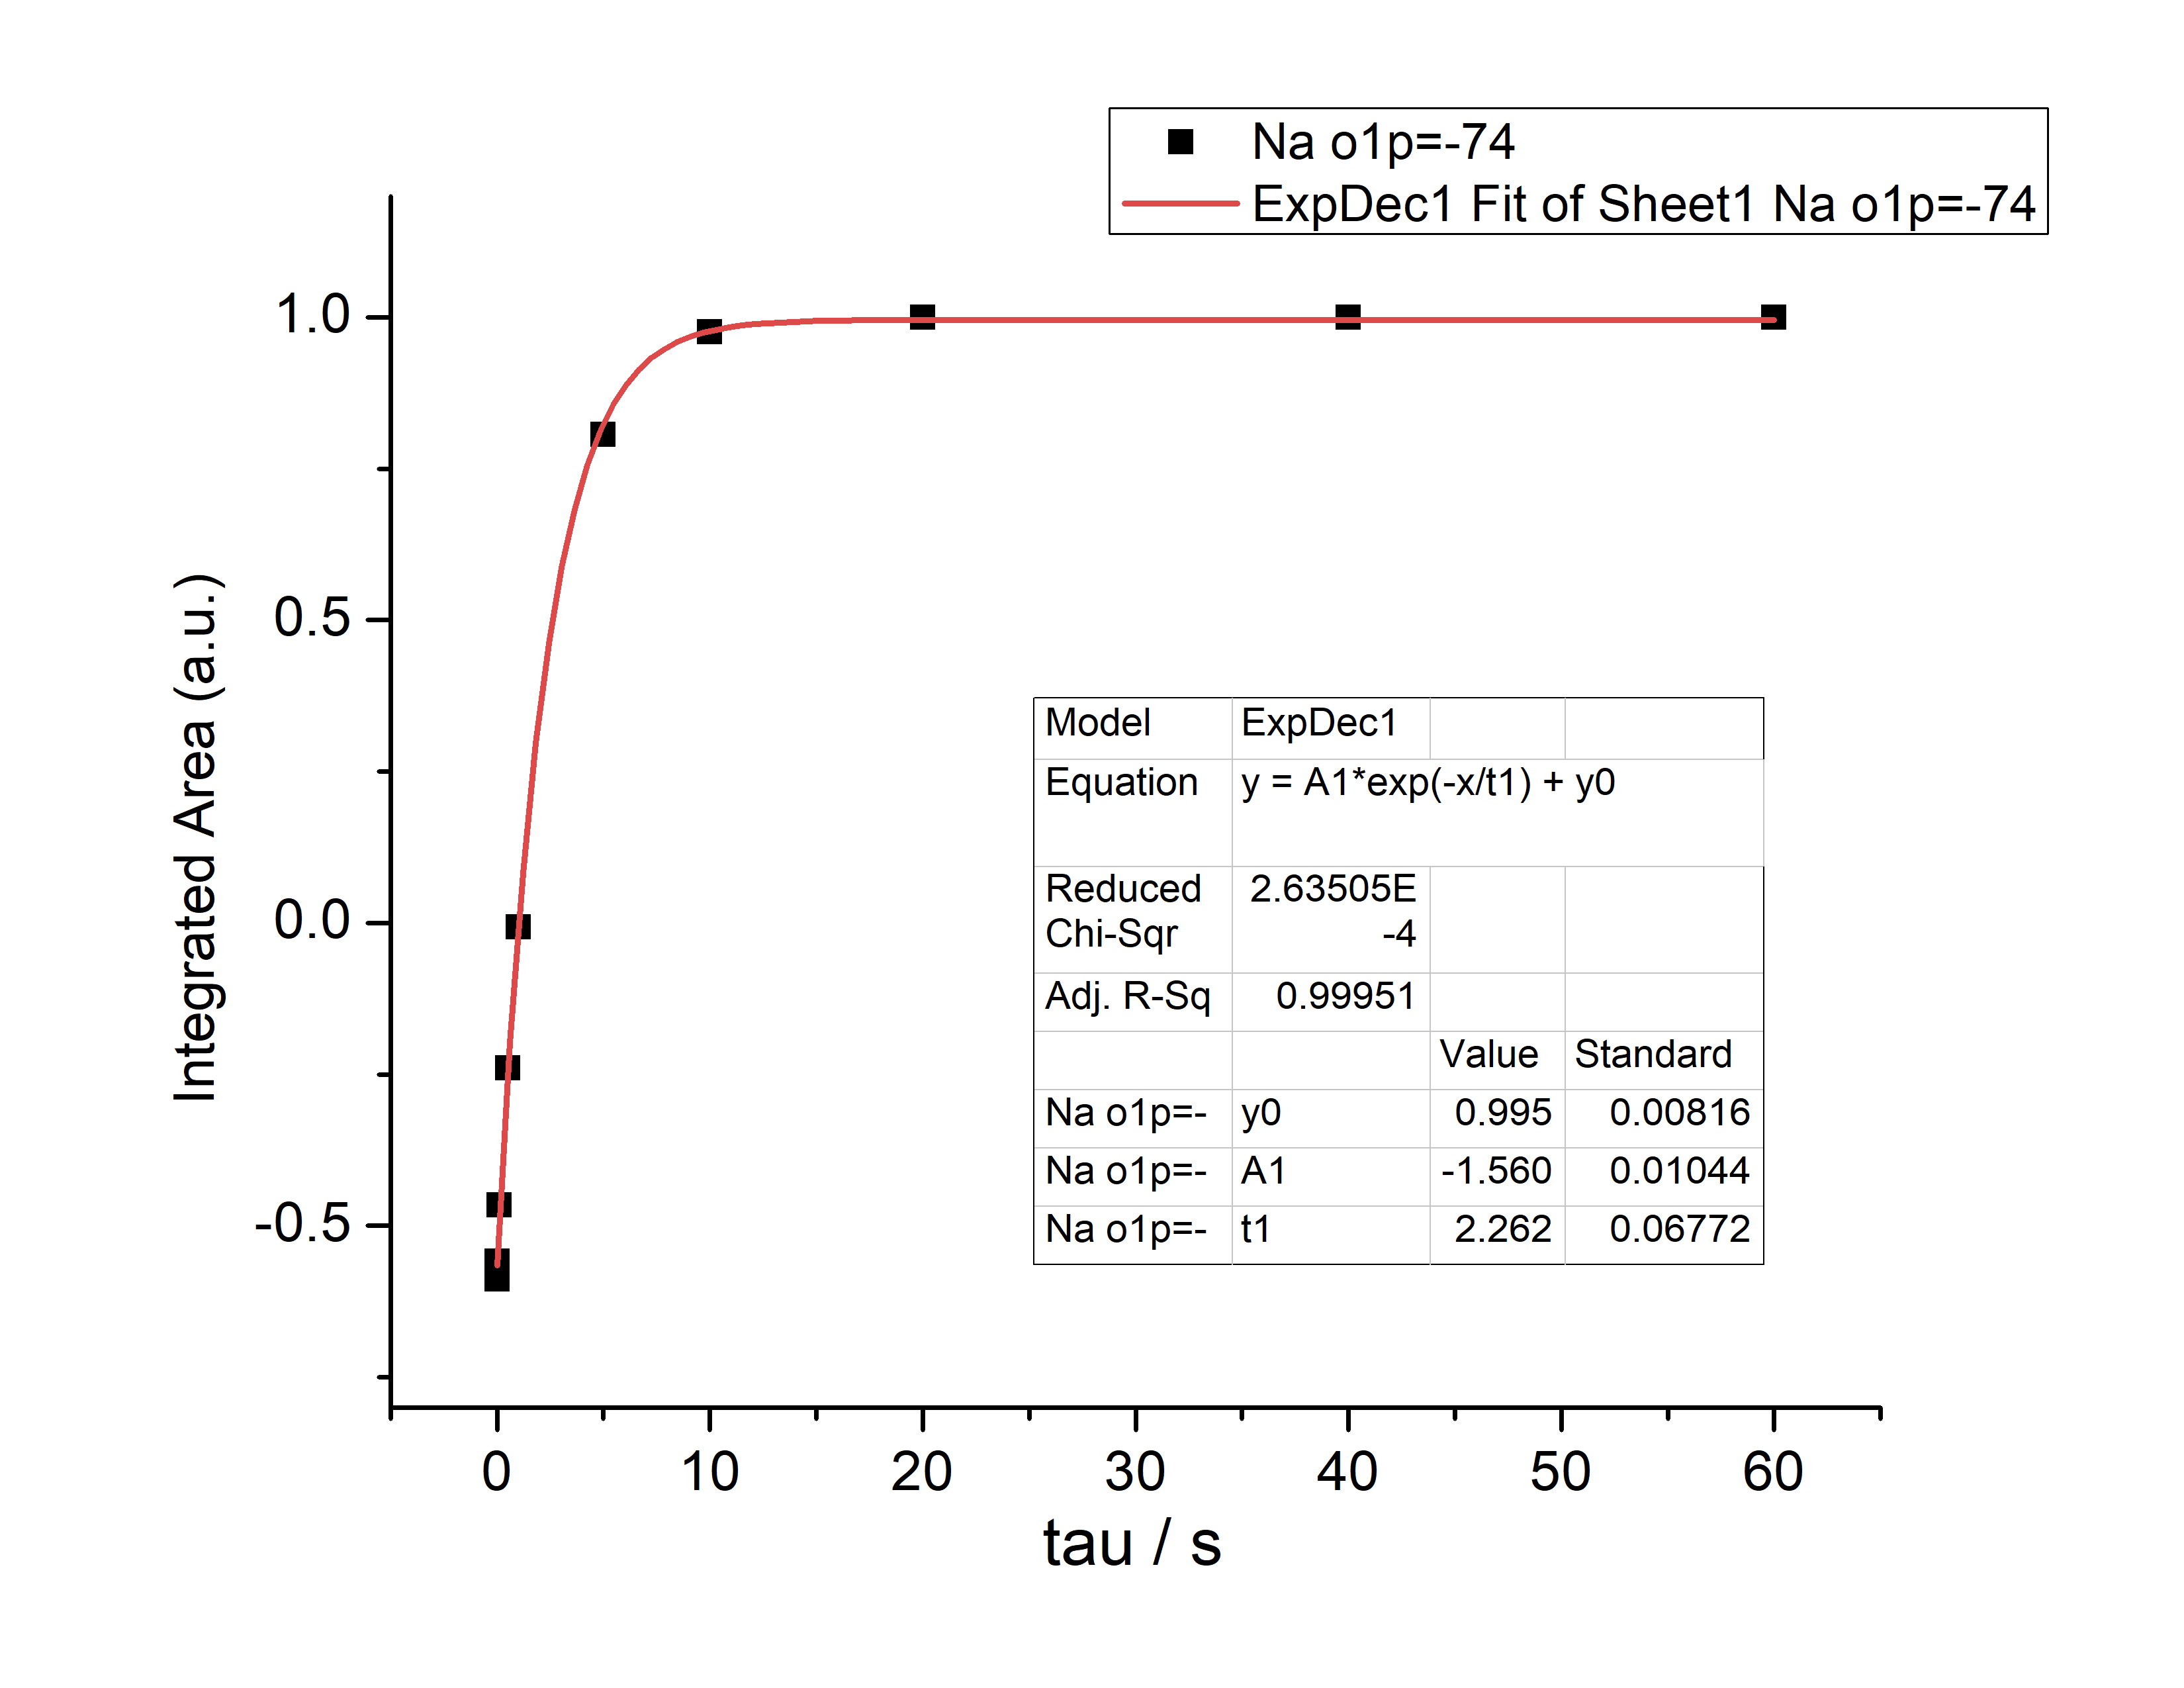 Na o1p=-74
ExpDec1 Fit of Sheet1 Na o1p=-74
1.0
0.5
0.0
-0.5
Integrated Area (a.u.)
Model ExpDec1
Equation y = A1*exp(-x/t1) + y0
Reduced 2.63505E
Chi-Sqr -4
Adj. R-Sq 0.99951
Value Standard
Na o1p=- y0 0.995 0.00816
Na o1p=- A1 -1.560 0.01044
Na o1p=- t1 2.262 0.06772
0 10 20 30 40 50 60
tau / s